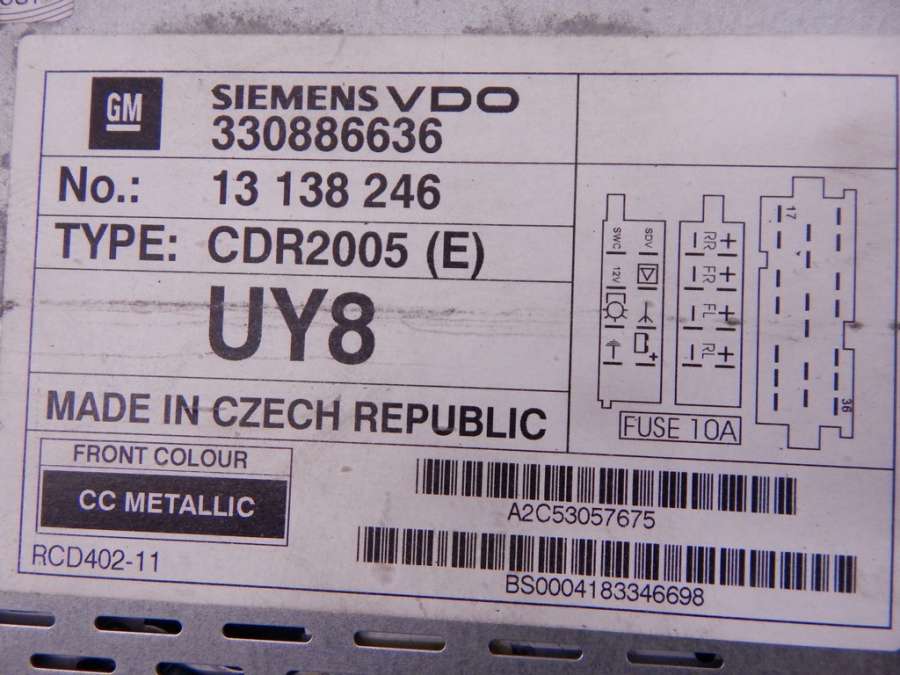 GM
SIEMENS VDO
330886636
No.: 13 138 246
TYPE: CDR2005 (E)
UY8
MADE IN CZECH REPUBLIC
FRONT COLOUR
CC METALLIC
RCD402-11
SWC SDV
12V
+ RR -
+ FR -
+ FL -
+ RL -
17
36
FUSE 10A
A2C53057675
BS0004183346698